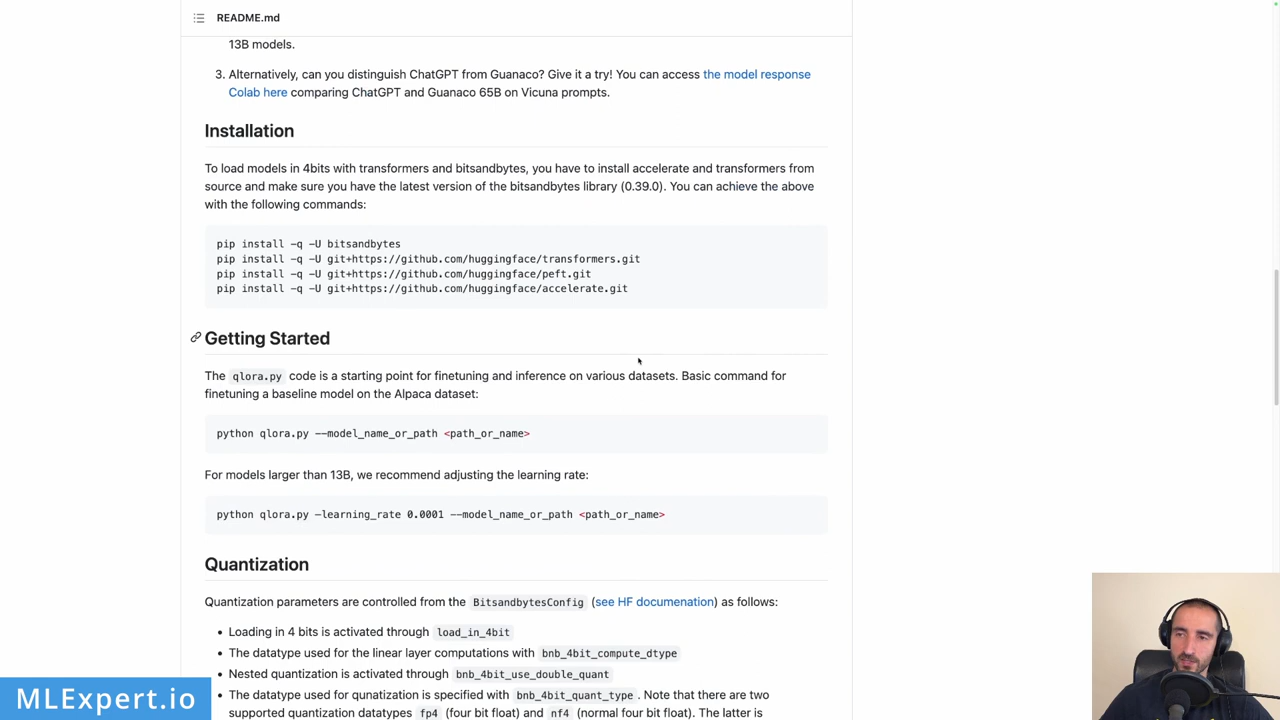 README.md
13B models.
3. Alternatively, can you distinguish ChatGPT from Guanaco? Give it a try! You can access the model response
Colab here comparing ChatGPT and Guanaco 65B on Vicuna prompts.
Installation
To load models in 4bits with transformers and bitsandbytes, you have to install accelerate and transformers from
source and make sure you have the latest version of the bitsandbytes library (0.39.0). You can achieve the above
with the following commands:
pip install -q -U bitsandbytes
pip install -q -U git+https://github.com/huggingface/transformers.git
pip install -q -U git+https://github.com/huggingface/peft.git
pip install -q -U git+https://github.com/huggingface/accelerate.git
Getting Started
The qlora.py code is a starting point for finetuning and inference on various datasets. Basic command for
finetuning a baseline model on the Alpaca dataset:
python qlora.py --model_name_or_path <path_or_name>
For models larger than 13B, we recommend adjusting the learning rate:
python qlora.py –learning_rate 0.0001 --model_name_or_path <path_or_name>
Quantization
Quantization parameters are controlled from the BitsandbytesConfig (see HF documenation) as follows:
• Loading in 4 bits is activated through load_in_4bit
• The datatype used for the linear layer computations with bnb_4bit_compute_dtype
• Nested quantization is activated through bnb_4bit_use_double_quant
• The datatype used for qunatization is specified with bnb_4bit_quant_type. Note that there are two
supported quantization datatypes fp4 (four bit float) and nf4 (normal four bit float). The latter is
MLExpert.io